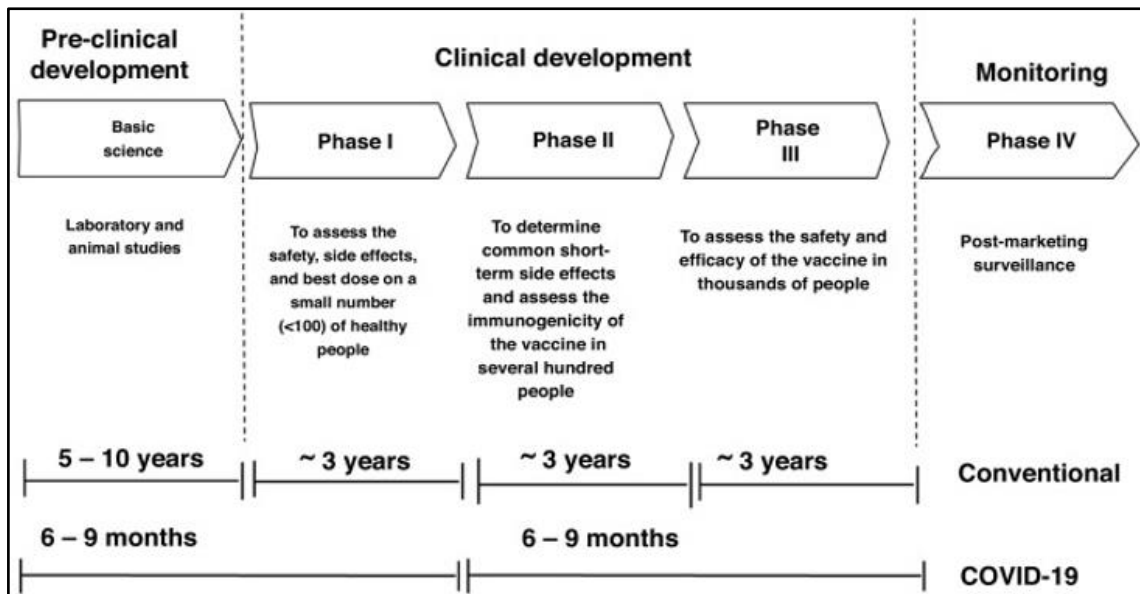 Pre-clinical
development
Clinical development
Monitoring
Basic
science
Phase I
Phase II
Phase
III
Phase IV
Laboratory and
animal studies
To assess the
safety, side effects,
and best dose on a
small number
(<100) of healthy
people
To determine
common short-
term side effects
and assess the
immunogenicity of
the vaccine in
several hundred
people
To assess the safety and
efficacy of the vaccine in
thousands of people
Post-marketing
surveillance
5 – 10 years
~ 3 years
~ 3 years
~ 3 years
Conventional
6 – 9 months
6 – 9 months
COVID-19